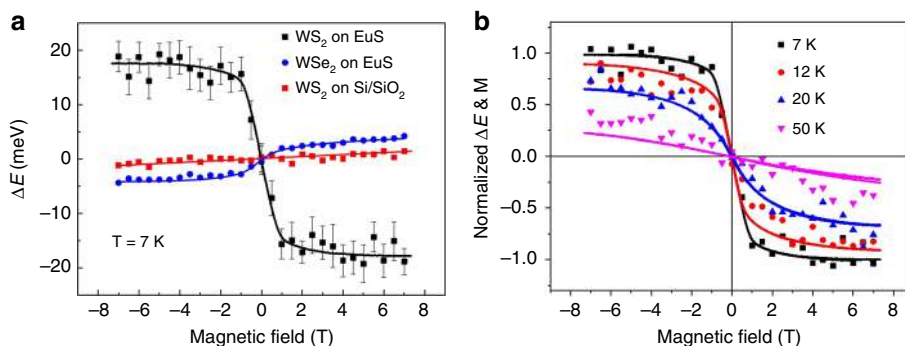 a
ΔE (meV)
20
10
0
−10
−20
WS2 on EuS
WSe2 on EuS
WS2 on Si/SiO2
T = 7 K
−8 −6 −4 −2 0 2 4 6 8
Magnetic field (T)
b
Normalized ΔE & M
1.0
0.5
0.0
−0.5
−1.0
7 K
12 K
20 K
50 K
−8 −6 −4 −2 0 2 4 6 8
Magnetic field (T)